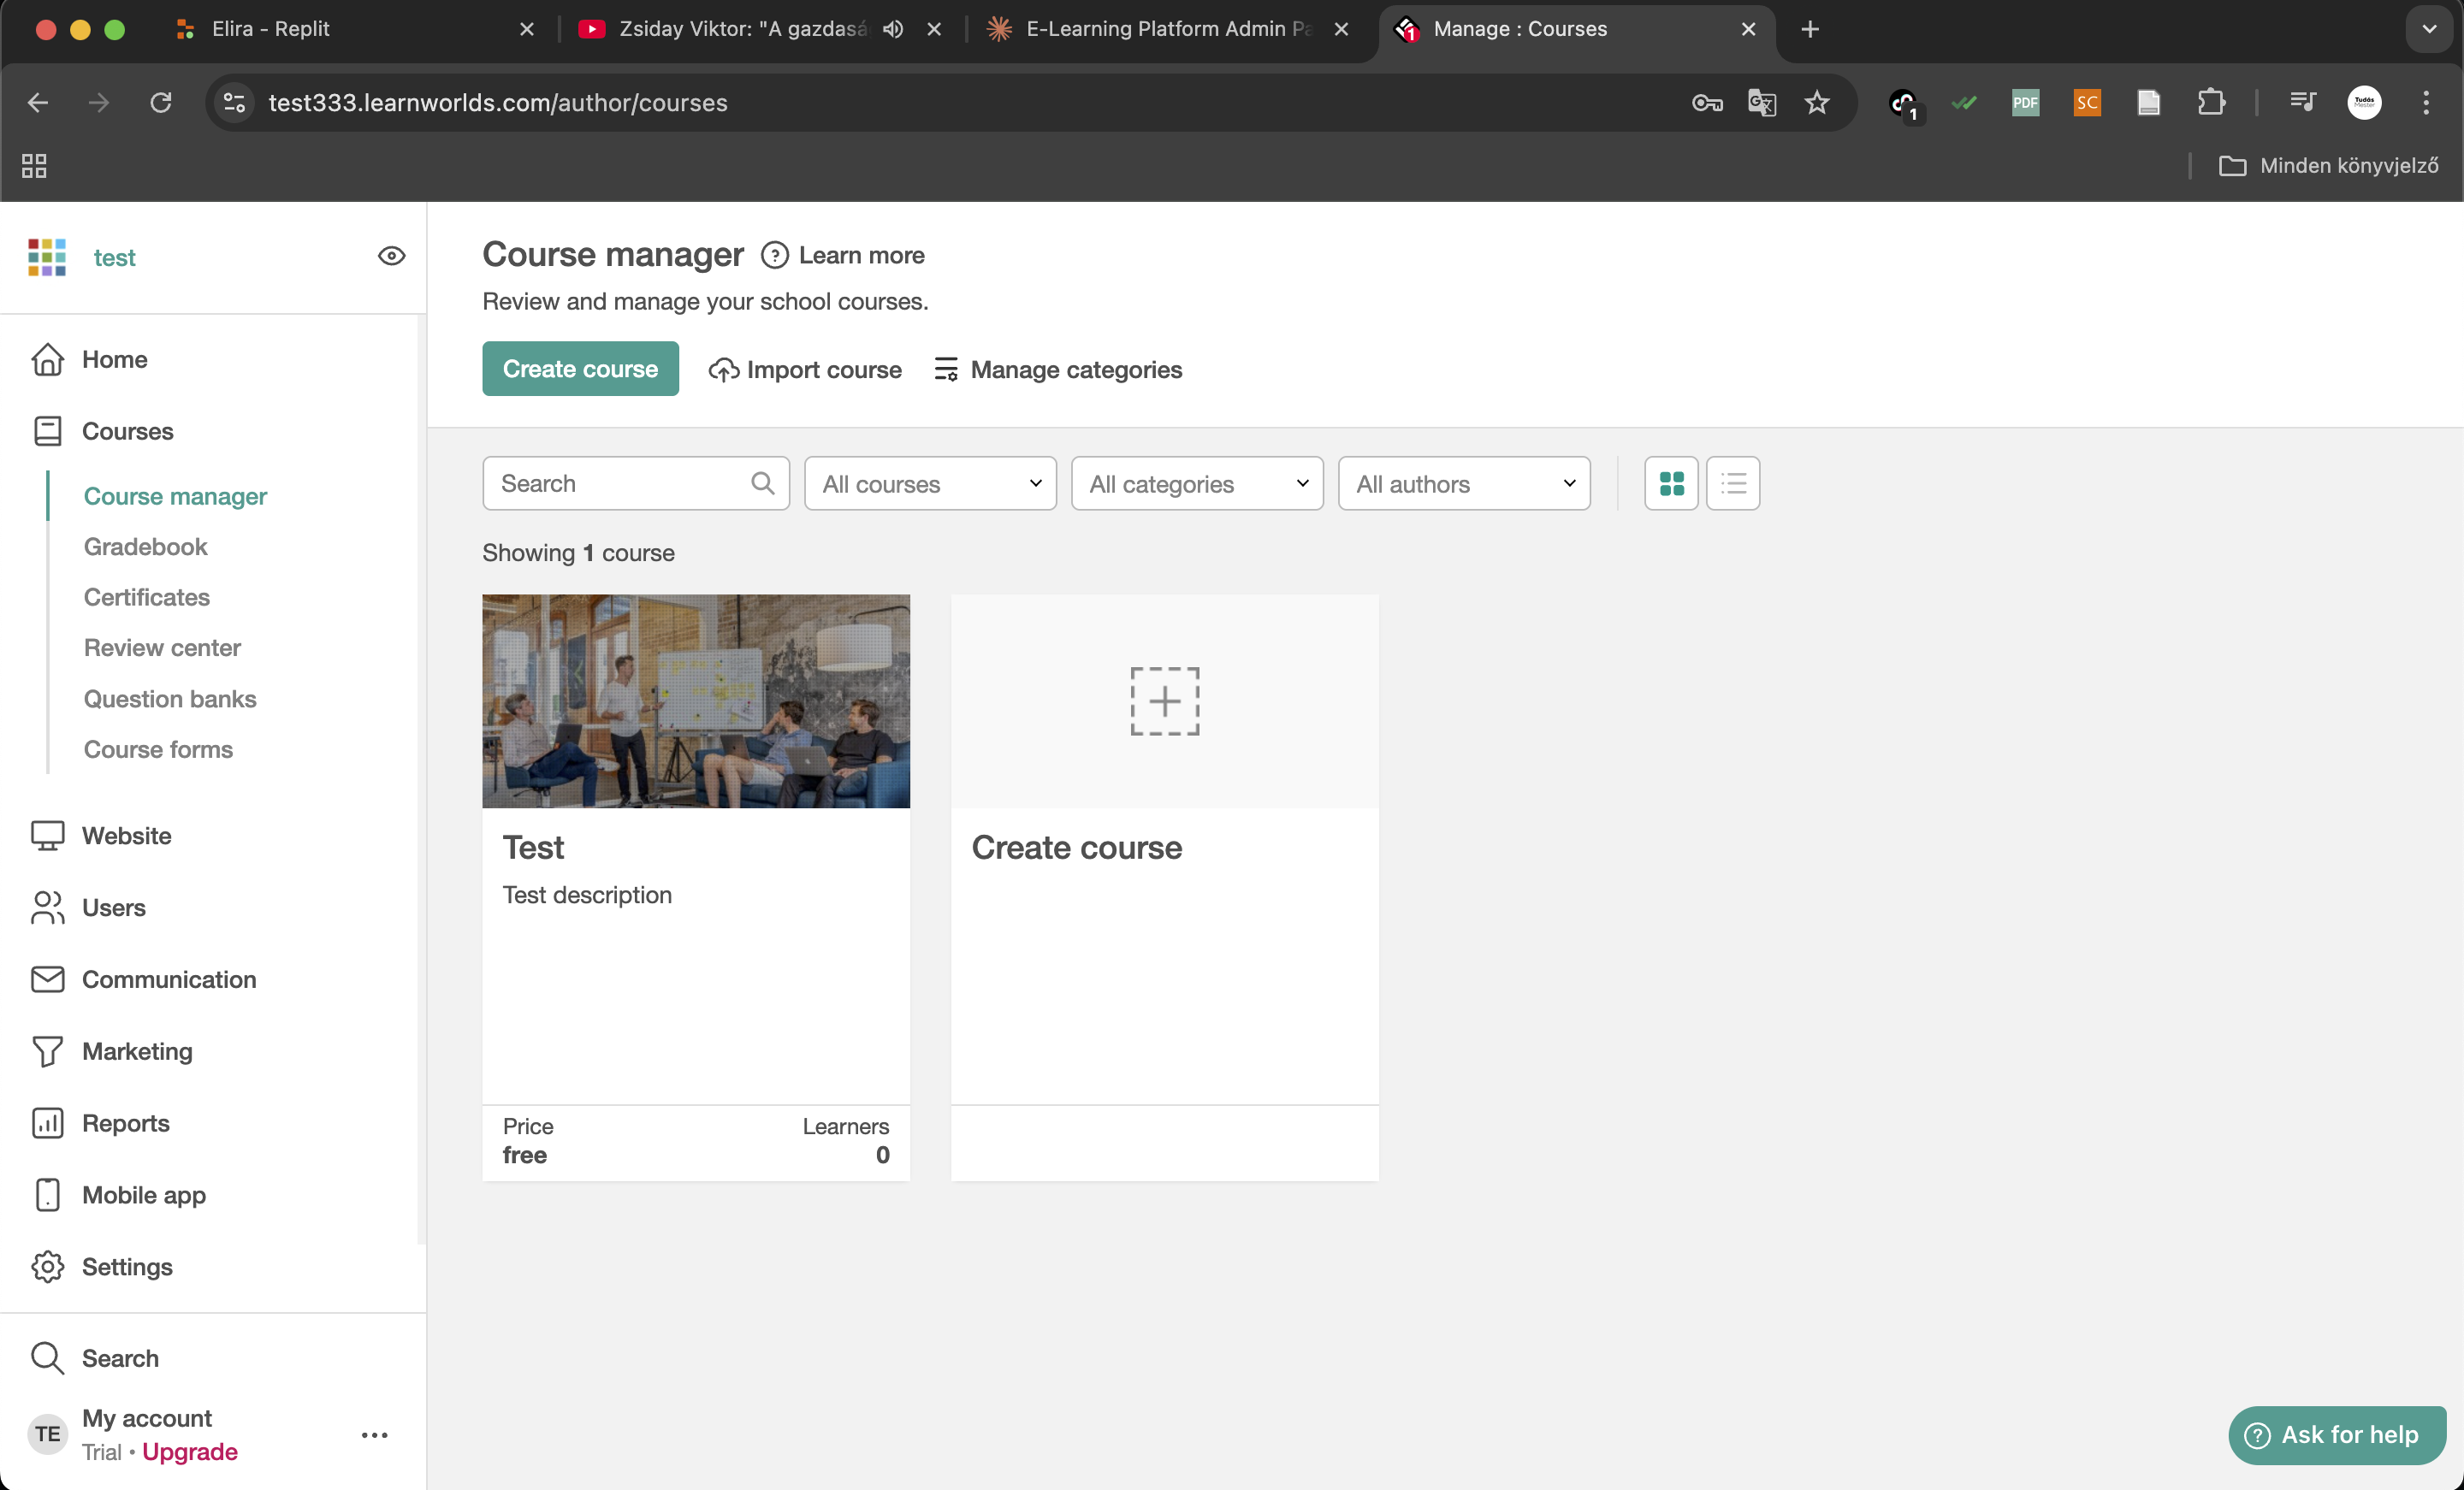 Elira - Replit
Zsiday Viktor: "A gazdasá
E-Learning Platform Admin Pa
1
Manage : Courses
test333.learnworlds.com/author/courses
1
PDF
SC
Tudás
Minden könyvjelző
test
Home
Courses
Course manager
Gradebook
Certificates
Review center
Question banks
Course forms
Website
Users
Communication
Marketing
Reports
Mobile app
Settings
Search
TE
My account
Trial • Upgrade
Course manager
? Learn more
Review and manage your school courses.
Create course
Import course
Manage categories
Search
All courses
All categories
All authors
Showing 1 course
Test
Test description
Price
free
Learners
0
Create course
? Ask for help